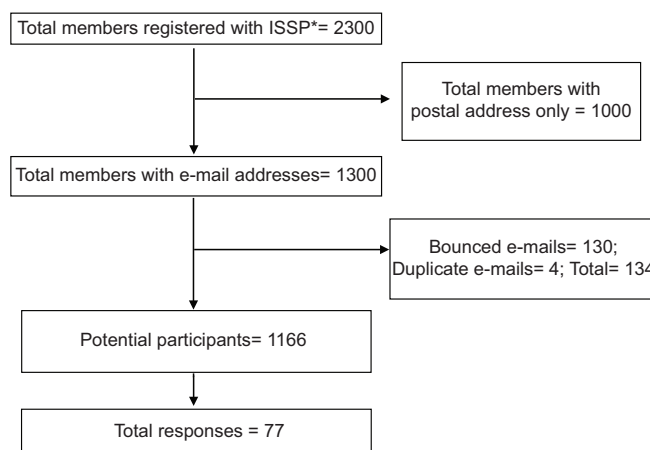 Total members registered with ISSP*= 2300
Total members with
postal address only = 1000
Total members with e-mail addresses= 1300
Bounced e-mails= 130;
Duplicate e-mails= 4; Total= 134
Potential participants= 1166
Total responses = 77